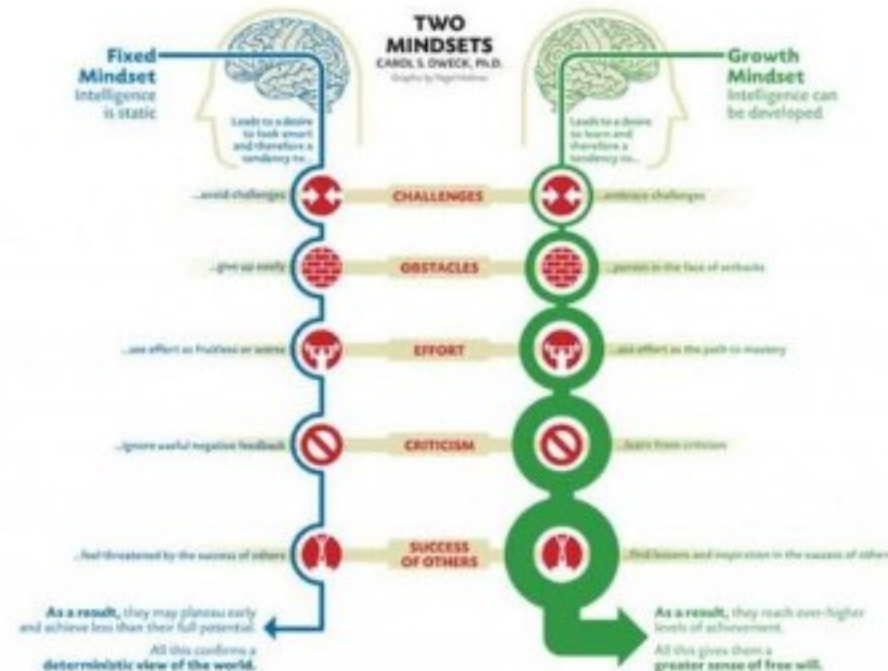 TWO
MINDSETS
CAROL S. DWECK, Ph.D.
Graphic by Nigel Holmes
Fixed
Mindset
Intelligence
is static
Leads to a desire
to look smart
and therefore a
tendency to...
Growth
Mindset
Intelligence can
be developed
Leads to a desire
to learn and
therefore a
tendency to...
...avoid challenges
CHALLENGES
...embrace challenges
...give up easily
OBSTACLES
...persist in the face of setbacks
...see effort as fruitless or worse
EFFORT
...see effort as the path to mastery
...ignore useful negative feedback
CRITICISM
...learn from criticism
...feel threatened by the success of others
SUCCESS
OF OTHERS
...find lessons and inspiration in the success of others
As a result, they may plateau early
and achieve less than their full potential.
All this confirms a
deterministic view of the world.
As a result, they reach ever-higher
levels of achievement.
All this gives them a
greater sense of free will.